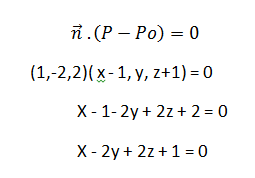 n⃗ .(P − Po) = 0
(1,-2,2)( x - 1, y, z+1) = 0
X - 1- 2y + 2z + 2 = 0
X - 2y + 2z + 1 = 0